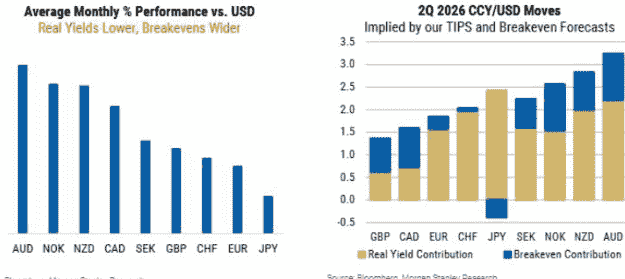 Average Monthly % Performance vs. USD
Real Yields Lower, Breakevens Wider
AUD NOK NZD CAD SEK GBP CHF EUR JPY
2Q 2026 CCY/USD Moves
Implied by our TIPS and Breakeven Forecasts
3.5
3.0
2.5
2.0
1.5
1.0
0.5
0.0
-0.5
GBP CAD EUR CHF JPY SEK NOK NZD AUD
Real Yield Contribution Breakeven Contribution
Source: Bloomberg, Morgan Stanley Research